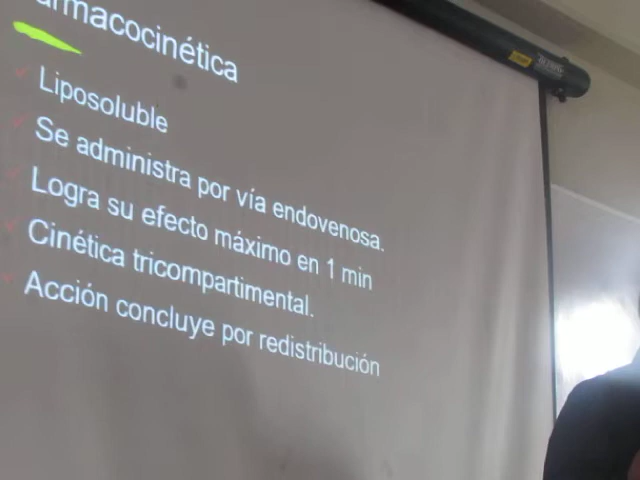 armacocinética
Liposoluble
Se administra por vía endovenosa.
Logra su efecto máximo en 1 min
Cinética tricompartimental.
Acción concluye por redistribución